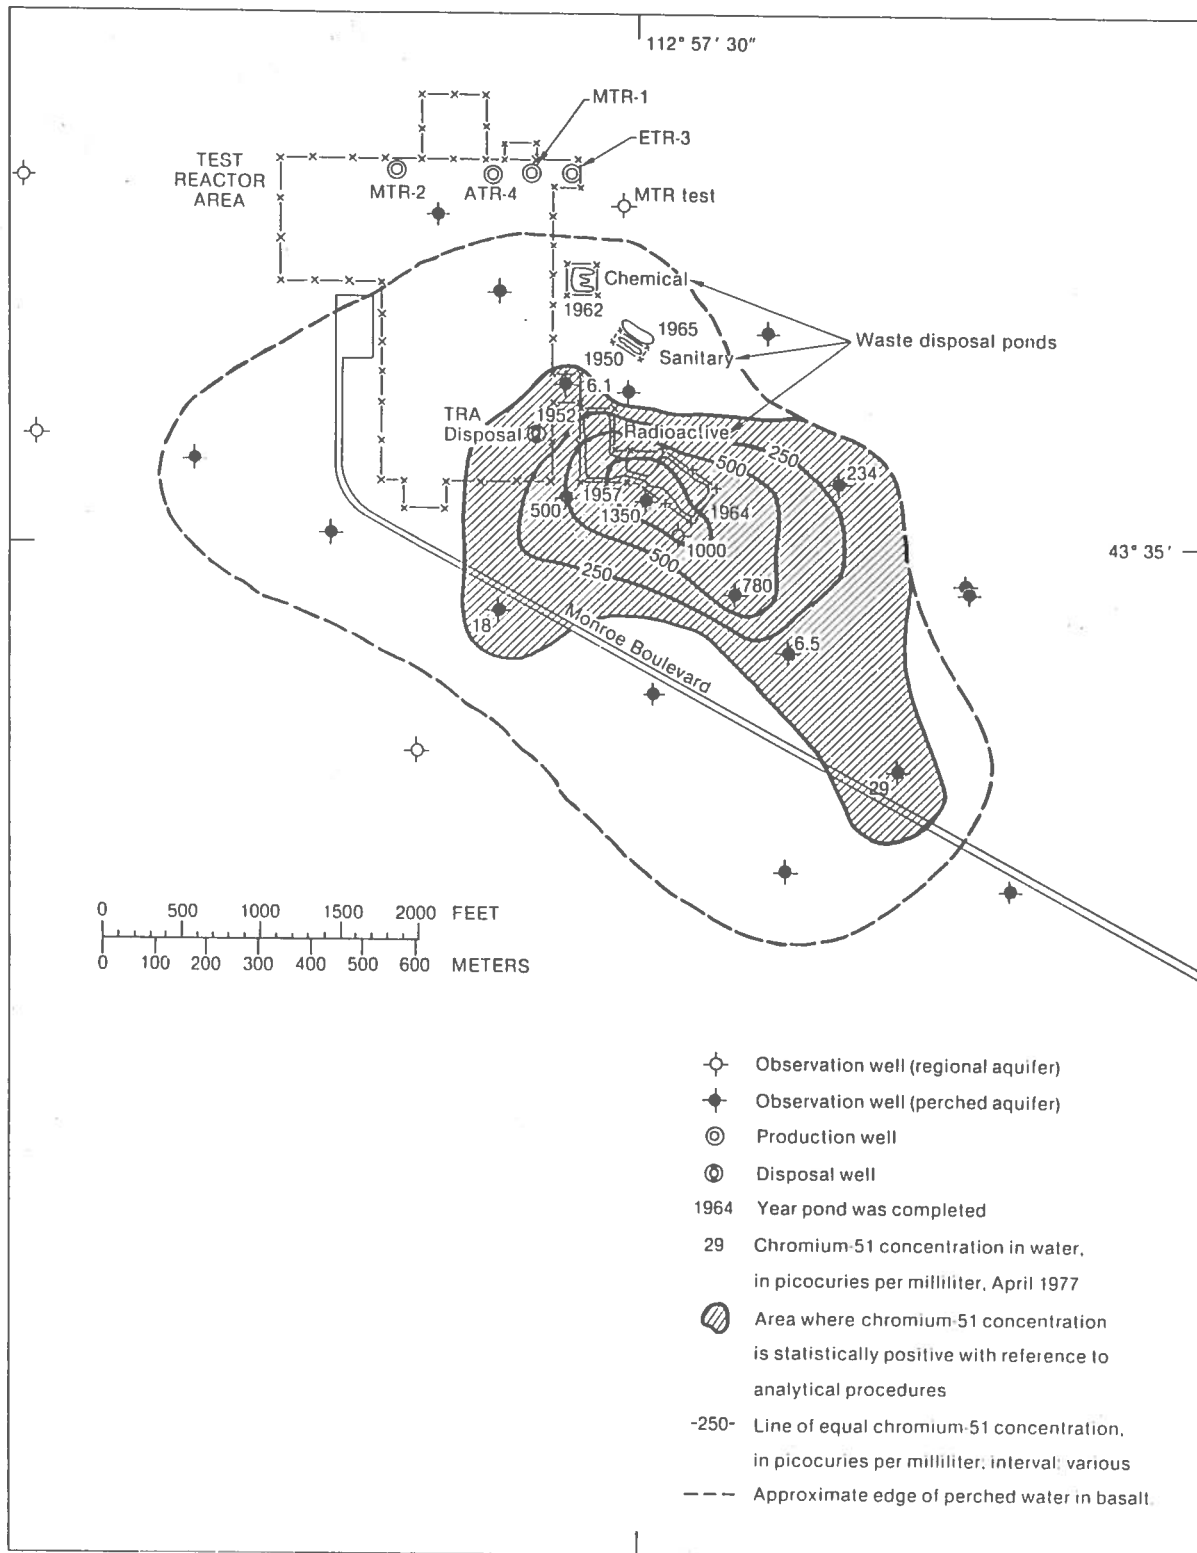 112° 57′ 30″
MTR-1
ETR-3
TEST
REACTOR
AREA
MTR-2
ATR-4
MTR test
Chemical
1962
1965
1950
Sanitary
Waste disposal ponds
6.1
1952
TRA
Disposal
Radioactive
250
500
234
1957
500
1350
1964
1000
43° 35′
500
250
780
18
Monroe Boulevard
6.5
29
0 500 1000 1500 2000 FEET
0 100 200 300 400 500 600 METERS
Observation well (regional aquifer)
Observation well (perched aquifer)
Production well
Disposal well
1964 Year pond was completed
29 Chromium-51 concentration in water,
in picocuries per milliliter, April 1977
Area where chromium-51 concentration
is statistically positive with reference to
analytical procedures
-250- Line of equal chromium-51 concentration,
in picocuries per milliliter; interval: various
Approximate edge of perched water in basalt.